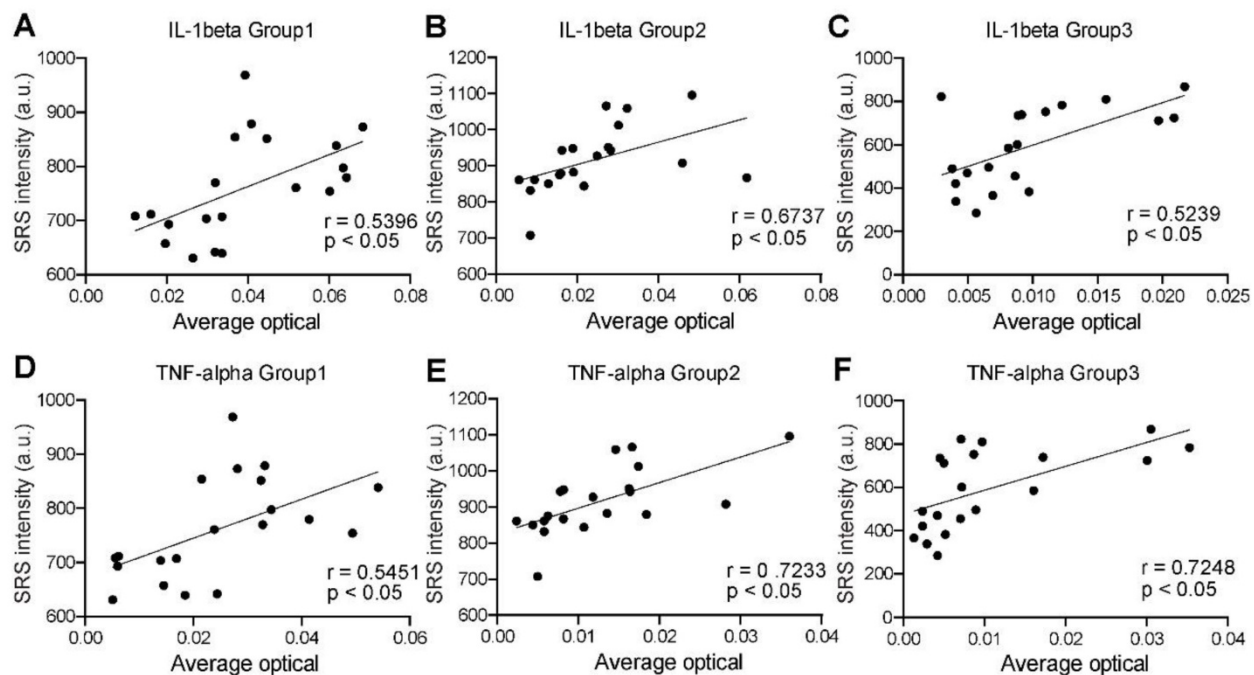 A
IL-1beta Group1
SRS intensity (a.u.)
1000
900
800
700
600
0.00
0.02
0.04
0.06
0.08
r = 0.5396
p < 0.05
Average optical
B
IL-1beta Group2
SRS intensity (a.u.)
1200
1100
1000
900
800
700
600
0.00
0.02
0.04
0.06
0.08
r = 0.6737
p < 0.05
Average optical
C
IL-1beta Group3
SRS intensity (a.u.)
1000
800
600
400
200
0
0.000
0.005
0.010
0.015
0.020
0.025
r = 0.5239
p < 0.05
Average optical
D
TNF-alpha Group1
SRS intensity (a.u.)
1000
900
800
700
600
0.00
0.02
0.04
0.06
r = 0.5451
p < 0.05
Average optical
E
TNF-alpha Group2
SRS intensity (a.u.)
1200
1100
1000
900
800
700
600
0.00
0.01
0.02
0.03
0.04
r = 0 .7233
p < 0.05
Average optical
F
TNF-alpha Group3
SRS intensity (a.u.)
1000
800
600
400
200
0
0.00
0.01
0.02
0.03
0.04
r = 0.7248
p < 0.05
Average optical